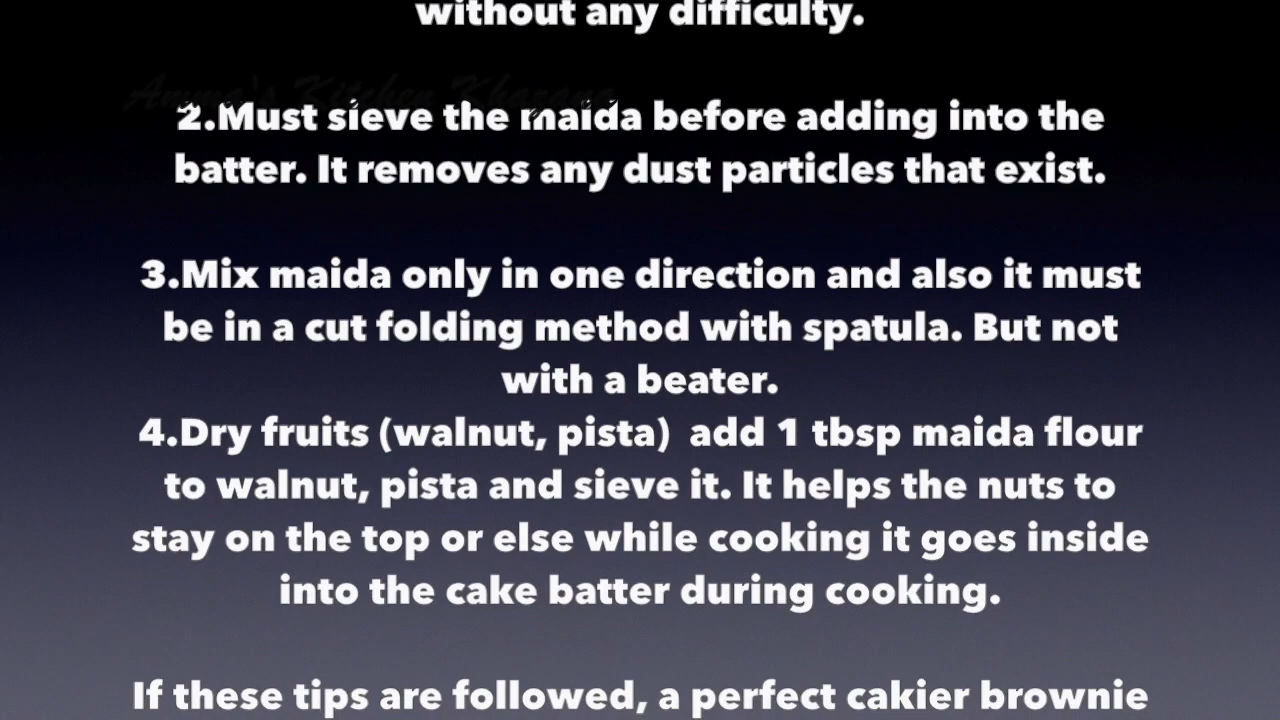 without any difficulty.
Amma's Kitchen Khazana
2.Must sieve the maida before adding into the
batter. It removes any dust particles that exist.
3.Mix maida only in one direction and also it must
be in a cut folding method with spatula. But not
with a beater.
4.Dry fruits (walnut, pista) add 1 tbsp maida flour
to walnut, pista and sieve it. It helps the nuts to
stay on the top or else while cooking it goes inside
into the cake batter during cooking.
If these tips are followed, a perfect cakier brownie